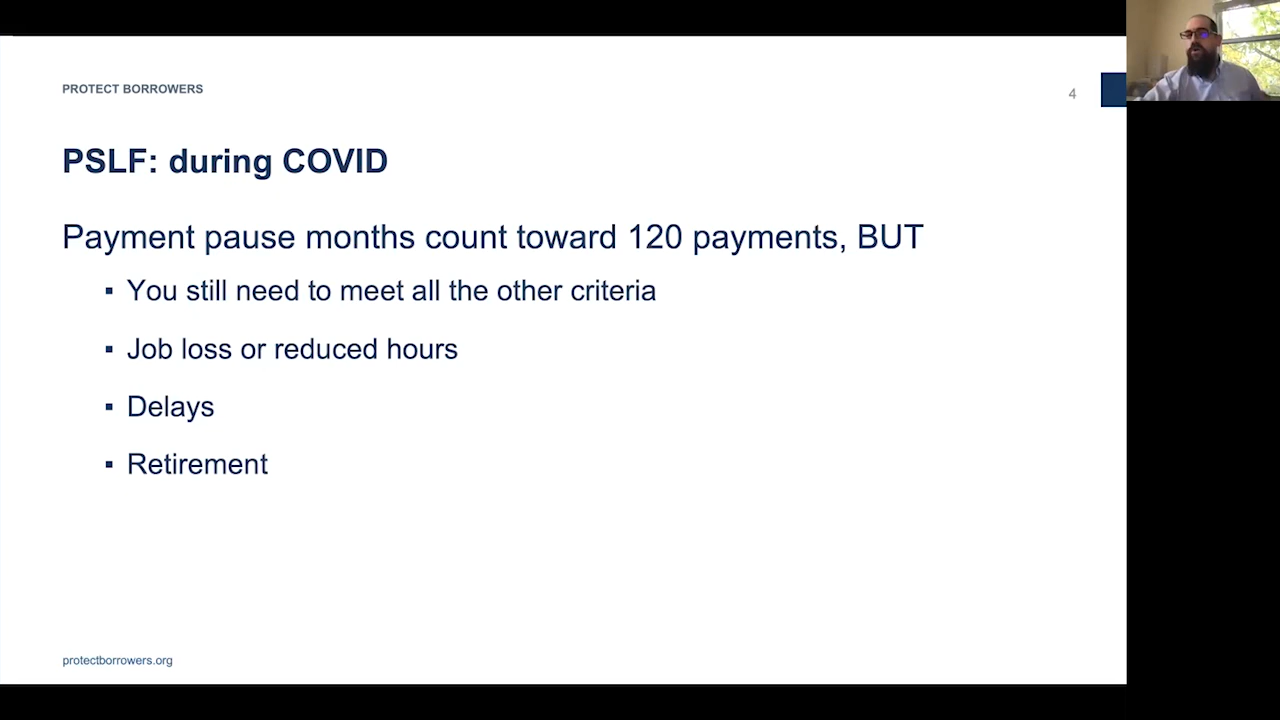 PROTECT BORROWERS
4
PSLF: during COVID
Payment pause months count toward 120 payments, BUT
▪ You still need to meet all the other criteria
▪ Job loss or reduced hours
▪ Delays
▪ Retirement
protectborrowers.org